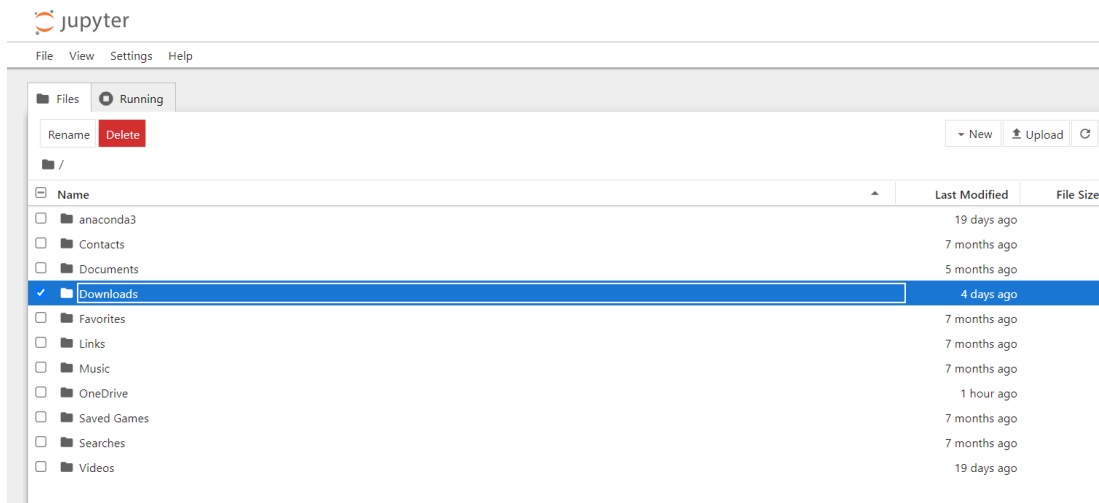 jupyter
File View Settings Help
Files Running
Rename Delete New Upload
/
Name Last Modified File Size
anaconda3 19 days ago
Contacts 7 months ago
Documents 5 months ago
Downloads 4 days ago
Favorites 7 months ago
Links 7 months ago
Music 7 months ago
OneDrive 1 hour ago
Saved Games 7 months ago
Searches 7 months ago
Videos 19 days ago